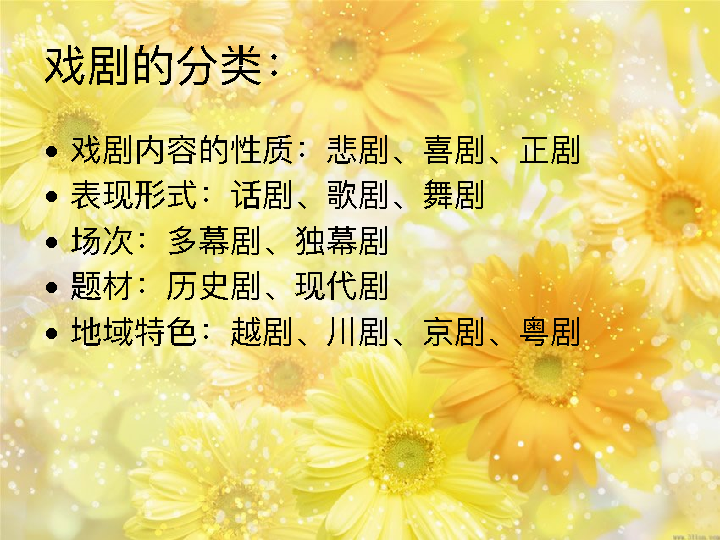 戏剧的分类：
• 戏剧内容的性质：悲剧、喜剧、正剧
• 表现形式：话剧、歌剧、舞剧
• 场次：多幕剧、独幕剧
• 题材：历史剧、现代剧
• 地域特色：越剧、川剧、京剧、粤剧